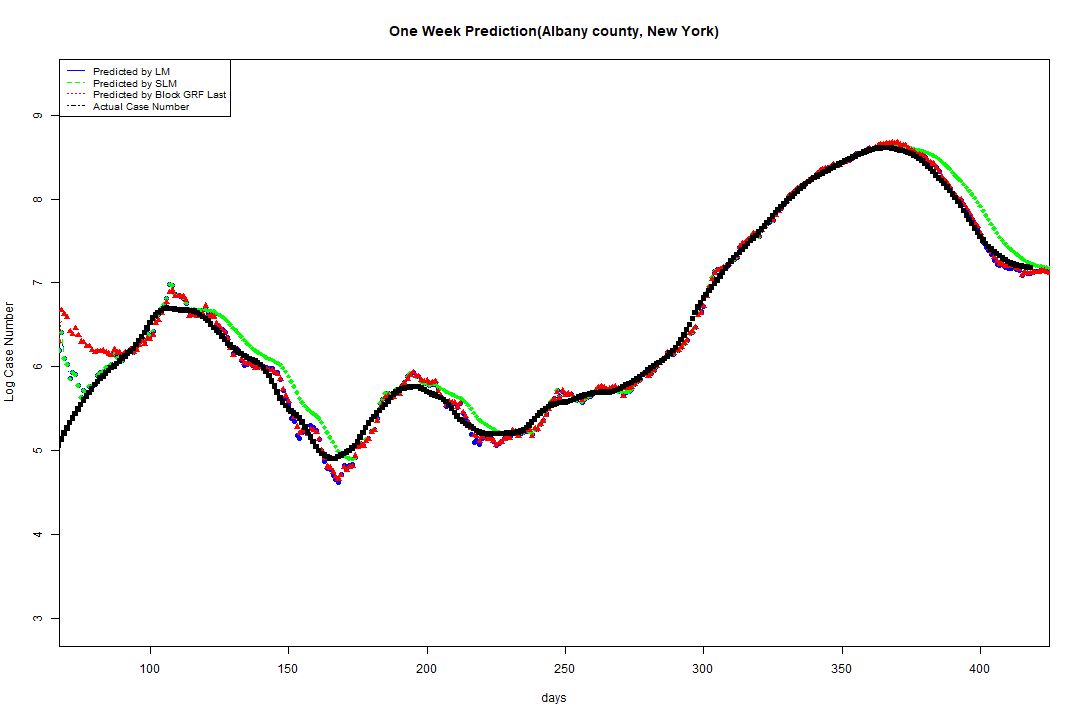 One Week Prediction(Albany county, New York)
Predicted by LM
Predicted by SLM
Predicted by Block GRF Last
Actual Case Number
Log Case Number
9
8
7
6
5
4
3
100 150 200 250 300 350 400
days